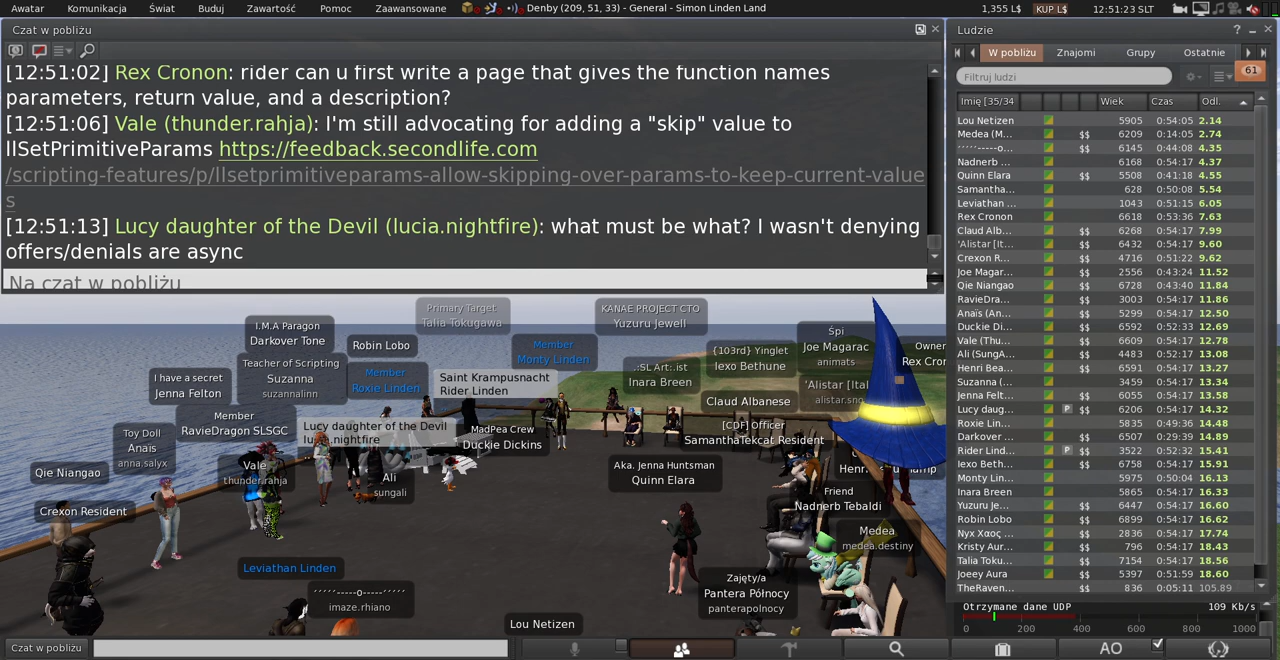 Awatar Komunikacja Świat Buduj Zawartość Pomoc Zaawansowane Denby (209, 51, 33) - General - Simon Linden Land 1,355 L$ KUP L$ 12:51:23 SLT
Czat w pobliżu
[12:51:02] Rex Cronon: rider can u first write a page that gives the function names
parameters, return value, and a description?
[12:51:06] Vale (thunder.rahja): I'm still advocating for adding a "skip" value to
llSetPrimitiveParams https://feedback.secondlife.com
/scripting-features/p/llsetprimitiveparams-allow-skipping-over-params-to-keep-current-value
s
[12:51:13] Lucy daughter of the Devil (lucia.nightfire): what must be what? I wasn't denying
offers/denials are async
Na czat w pobliżu
Primary Target
Talia Tokugawa
KANAE PROJECT CTO
Yuzuru Jewell
I.M.A Paragon
Darkover Tone
Robin Lobo
Member
Monty Linden
Śpi
Joe Magarac
animats
Owner
Rex Cron
{103rd} Yinglet
Iexo Bethune
Teacher of Scripting
Suzanna
suzannalinn
Member
Roxie Linden
Saint Krampusnacht
Rider Linden
.:SL Art:.ist
Inara Breen
I have a secret
Jenna Felton
'Alistar [Ital
alistar.sno
Claud Albanese
Member
RavieDragon SLSGC
Lucy daughter of the Devil
MadPea Crew
Duckie Dickins
[CDF] Officer
SamanthaTekcat Resident
Toy Doll
Anaïs
anna.salyx
Qie Niangao
Vale
thunder.rahja
Ali
sungali
Aka. Jenna Huntsman
Quinn Elara
Crexon Resident
Friend
Nadnerb Tebaldi
Medea
medea.destiny
Leviathan Linden
Zajęty/a
Pantera Północy
panterapolnocy
imaze.rhiano
Lou Netizen
Czat w pobliżu
Ludzie
W pobliżu Znajomi Grupy Ostatnie
Filtruj ludzi 61
Imię [35/34 Wiek Czas Odl.
Lou Netizen 5905 0:54:05 2.14
Medea (M... $$ 6209 0:14:05 2.74
´´´´´-----o... $$ 6145 0:44:08 4.35
Nadnerb ... 6168 0:54:17 4.37
Quinn Elara $$ 5508 0:41:18 4.55
Samantha... 628 0:50:08 5.54
Leviathan ... 1043 0:51:15 6.05
Rex Cronon 6618 0:53:36 7.63
Claud Alb... $$ 6268 0:54:17 7.99
'Alistar [It... $$ 6432 0:54:17 9.60
Crexon R... $$ 4716 0:51:22 9.62
Joe Magar... $$ 2556 0:43:24 11.52
Qie Niangao $$ 6728 0:43:40 11.84
RavieDra... $$ 3003 0:54:17 11.86
Anaïs (An... $$ 5299 0:54:17 12.50
Duckie Di... $$ 6592 0:52:33 12.69
Vale (Thu... $$ 6609 0:54:17 12.78
Ali (SungA... $$ 4483 0:52:17 13.08
Henri Bea... $$ 6591 0:54:17 13.27
Suzanna (... 3459 0:54:17 13.34
Jenna Felt... $$ 6055 0:54:17 13.58
Lucy daug... P $$ 6206 0:54:17 14.32
Roxie Lin... 5835 0:49:36 14.48
Darkover ... $$ 6507 0:29:39 14.89
Rider Lind... P $$ 3522 0:52:32 15.41
Iexo Beth... $$ 6758 0:54:17 15.91
Monty Lin... 5975 0:50:04 16.13
Inara Breen 5865 0:54:17 16.33
Yuzuru Je... $$ 6447 0:54:17 16.60
Robin Lobo $$ 6899 0:54:17 16.62
Nyx Χαος ... $$ 2836 0:54:17 17.74
Kristy Aur... $$ 796 0:54:17 18.43
Talia Toku... $$ 7154 0:54:17 18.56
Joeey Aura $$ 5397 0:51:59 18.60
TheRaven... $$ 836 0:05:11 105.89
Otrzymane dane UDP 109 Kb/s
0 200 400 600 800 1000
AO